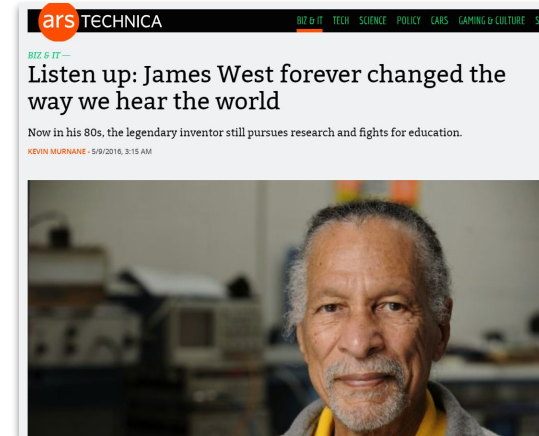 ars TECHNICA
BIZ & IT TECH SCIENCE POLICY CARS GAMING & CULTURE
BIZ & IT —
Listen up: James West forever changed the
way we hear the world
Now in his 80s, the legendary inventor still pursues research and fights for education.
KEVIN MURNANE - 5/9/2016, 3:15 AM